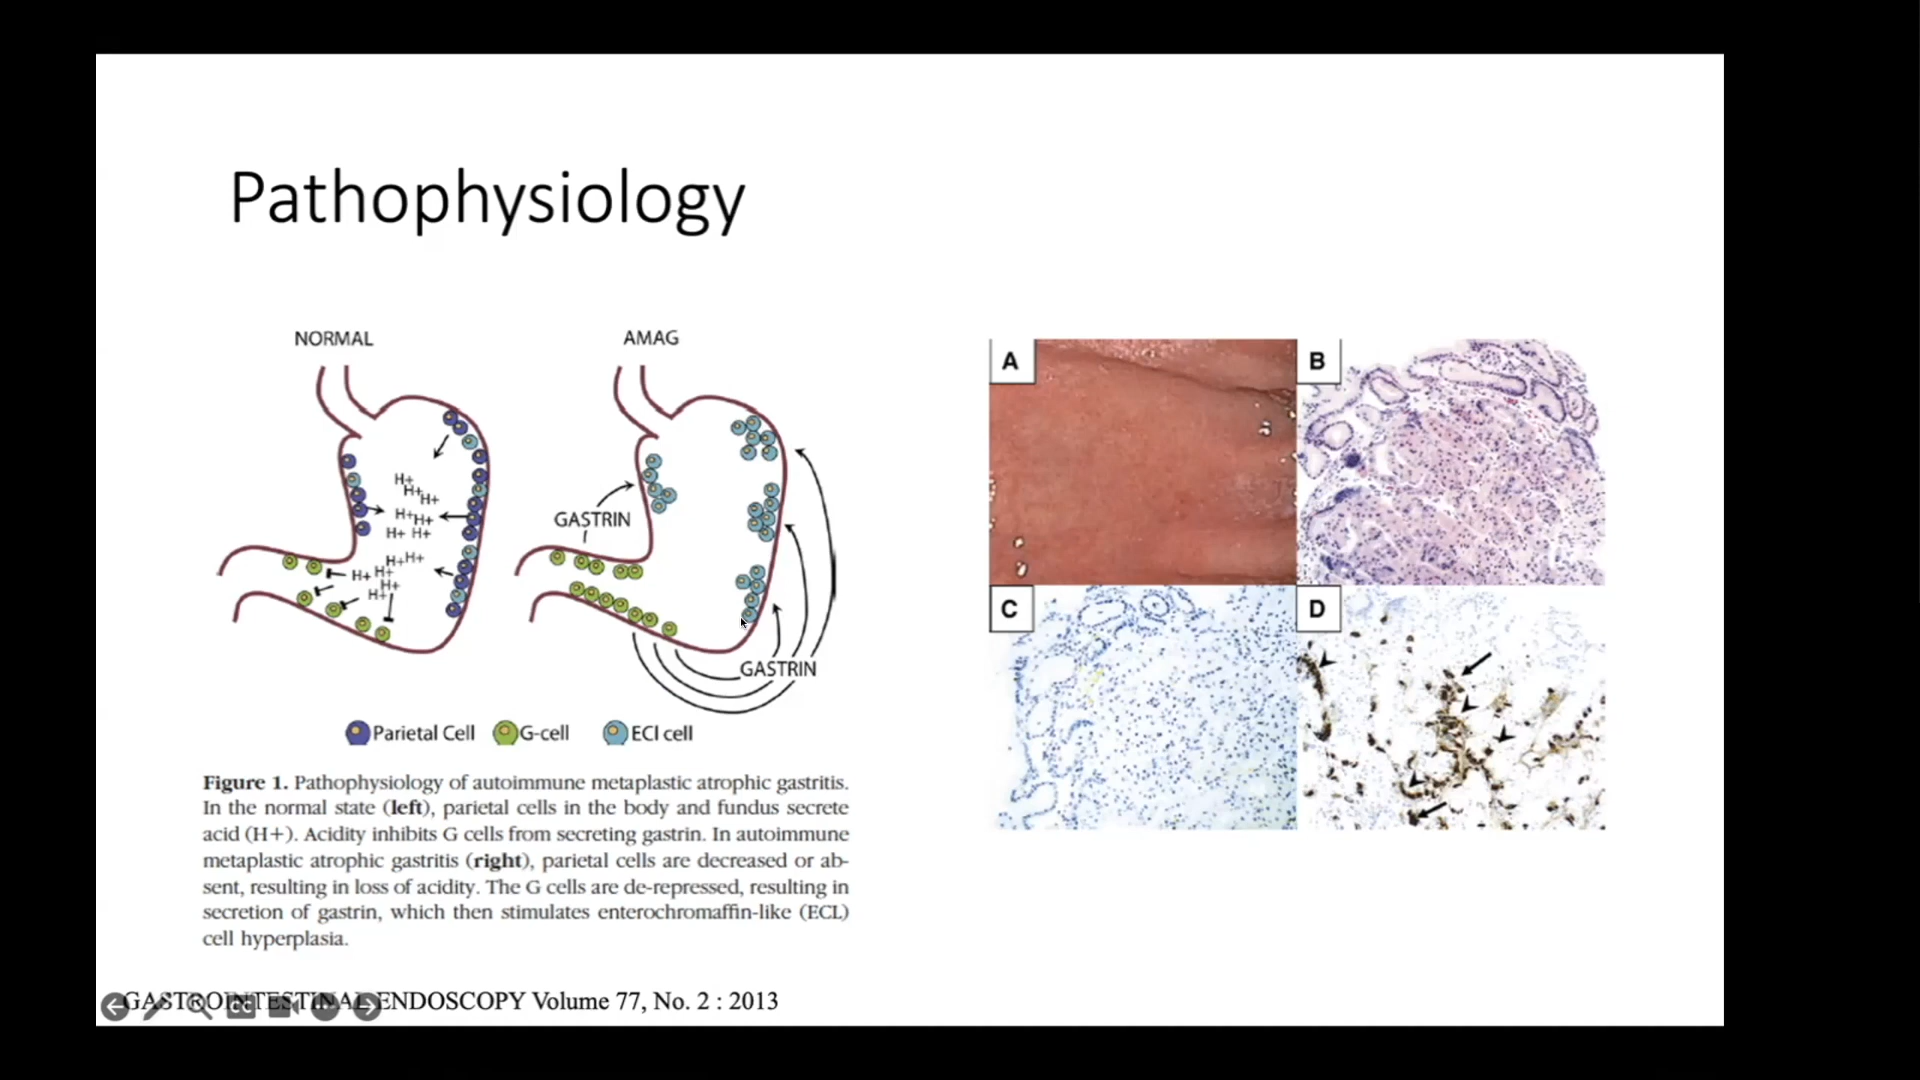 Pathophysiology
NORMAL
AMAG
H+
H+
H+
H+
H+
H+ H+
H+
H+
H+
H+
H+
H+
GASTRIN
GASTRIN
Parietal Cell
G-cell
ECl cell
Figure 1. Pathophysiology of autoimmune metaplastic atrophic gastritis.
In the normal state (left), parietal cells in the body and fundus secrete
acid (H+). Acidity inhibits G cells from secreting gastrin. In autoimmune
metaplastic atrophic gastritis (right), parietal cells are decreased or ab-
sent, resulting in loss of acidity. The G cells are de-repressed, resulting in
secretion of gastrin, which then stimulates enterochromaffin-like (ECL)
cell hyperplasia.
A
B
C
D
GASTROINTESTINAL ENDOSCOPY Volume 77, No. 2 : 2013
CC